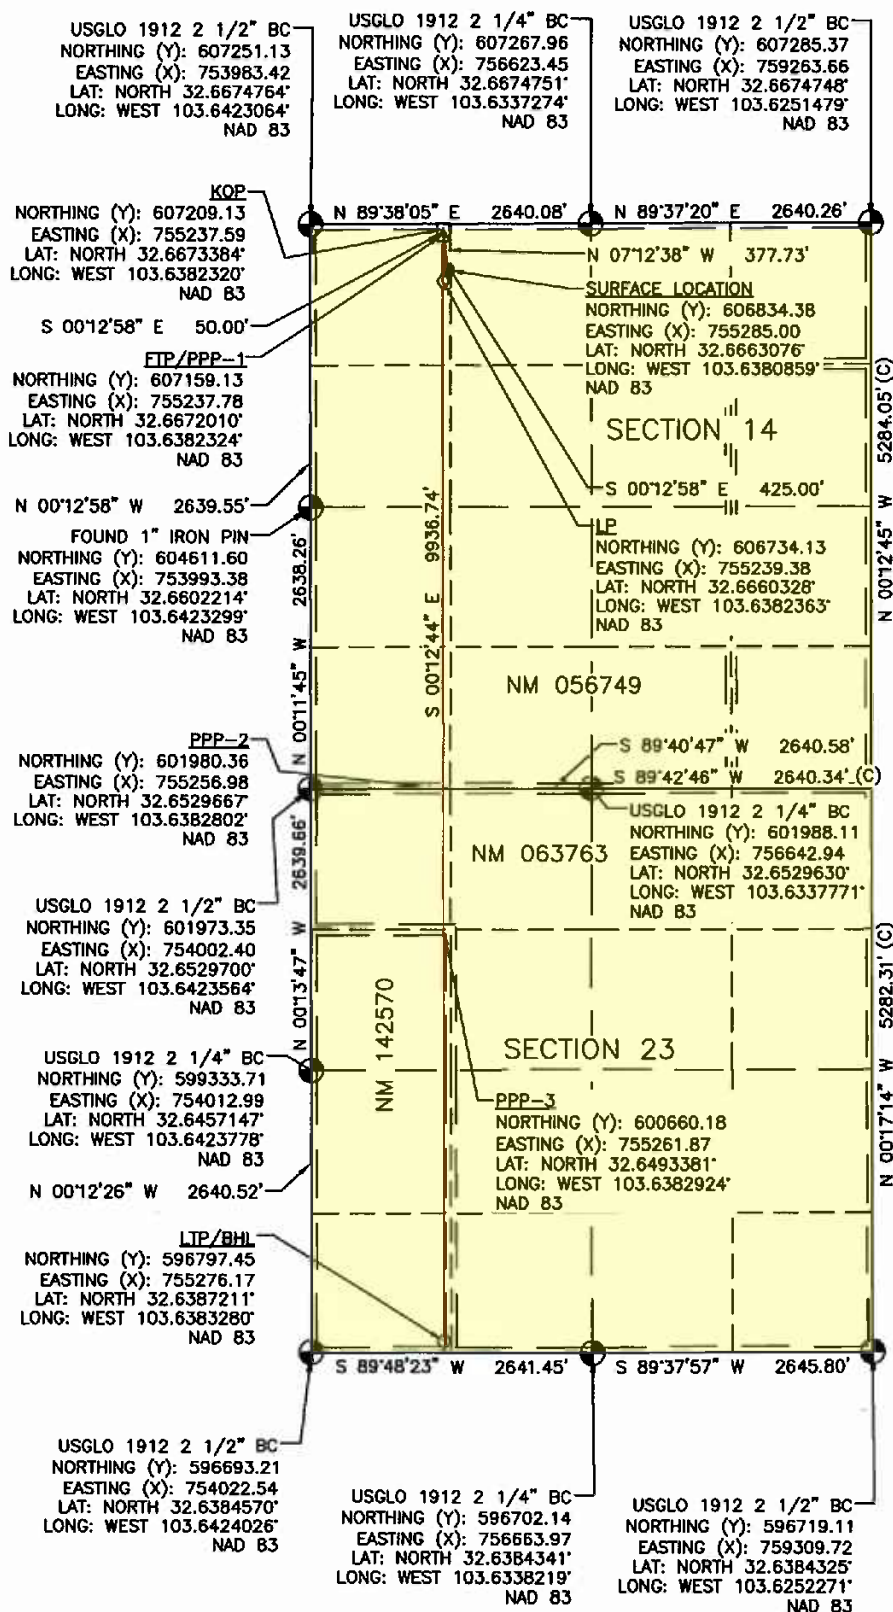 USGLO 1912 2 1/2" BC
NORTHING (Y): 607251.13
EASTING (X): 753983.42
LAT: NORTH 32.6674764°
LONG: WEST 103.6423064°
NAD 83
USGLO 1912 2 1/4" BC
NORTHING (Y): 607267.96
EASTING (X): 756623.45
LAT: NORTH 32.6674751°
LONG: WEST 103.6337274°
NAD 83
USGLO 1912 2 1/2" BC
NORTHING (Y): 607285.37
EASTING (X): 759263.66
LAT: NORTH 32.6674748°
LONG: WEST 103.6251479°
NAD 83
KOP
NORTHING (Y): 607209.13
EASTING (X): 755237.59
LAT: NORTH 32.6673384°
LONG: WEST 103.6382320°
NAD 83
N 89°38'05" E 2640.08'
N 89°37'20" E 2640.26'
N 07°12'38" W 377.73'
SURFACE LOCATION
NORTHING (Y): 606834.38
EASTING (X): 755285.00
LAT: NORTH 32.6663076°
LONG: WEST 103.6380859°
NAD 83
S 00°12'58" E 50.00'
FTP/PPP-1
NORTHING (Y): 607159.13
EASTING (X): 755237.78
LAT: NORTH 32.6672010°
LONG: WEST 103.6382324°
NAD 83
SECTION 14
N 00°12'45" W 5284.05' (C)
N 00°12'58" W 2639.55'
S 00°12'58" E 425.00'
FOUND 1" IRON PIN
NORTHING (Y): 604611.60
EASTING (X): 753993.38
LAT: NORTH 32.6602214°
LONG: WEST 103.6423299°
NAD 83
LP
NORTHING (Y): 606734.13
EASTING (X): 755239.38
LAT: NORTH 32.6660328°
LONG: WEST 103.6382363°
NAD 83
N 00°11'45" W 2638.26'
S 00°12'44" E 9936.74'
NM 056749
PPP-2
NORTHING (Y): 601980.36
EASTING (X): 755256.98
LAT: NORTH 32.6529667°
LONG: WEST 103.6382802°
NAD 83
S 89°40'47" W 2640.58'
S 89°42'46" W 2640.34' (C)
USGLO 1912 2 1/4" BC
NORTHING (Y): 601988.11
EASTING (X): 756642.94
LAT: NORTH 32.6529630°
LONG: WEST 103.6337771°
NAD 83
NM 063763
USGLO 1912 2 1/2" BC
NORTHING (Y): 601973.35
EASTING (X): 754002.40
LAT: NORTH 32.6529700°
LONG: WEST 103.6423564°
NAD 83
N 00°13'47" W 2639.66'
NM 142570
SECTION 23
N 00°17'14" W 5282.31' (C)
USGLO 1912 2 1/4" BC
NORTHING (Y): 599333.71
EASTING (X): 754012.99
LAT: NORTH 32.6457147°
LONG: WEST 103.6423778°
NAD 83
PPP-3
NORTHING (Y): 600660.18
EASTING (X): 755261.87
LAT: NORTH 32.6493381°
LONG: WEST 103.6382924°
NAD 83
N 00°12'26" W 2640.52'
LTP/BHL
NORTHING (Y): 596797.45
EASTING (X): 755276.17
LAT: NORTH 32.6387211°
LONG: WEST 103.6383280°
NAD 83
S 89°48'23" W 2641.45'
S 89°37'57" W 2645.80'
USGLO 1912 2 1/2" BC
NORTHING (Y): 596693.21
EASTING (X): 754022.54
LAT: NORTH 32.6384570°
LONG: WEST 103.6424026°
NAD 83
USGLO 1912 2 1/4" BC
NORTHING (Y): 596702.14
EASTING (X): 756663.97
LAT: NORTH 32.6384341°
LONG: WEST 103.6338219°
NAD 83
USGLO 1912 2 1/2" BC
NORTHING (Y): 596719.11
EASTING (X): 759309.72
LAT: NORTH 32.6384325°
LONG: WEST 103.6252271°
NAD 83